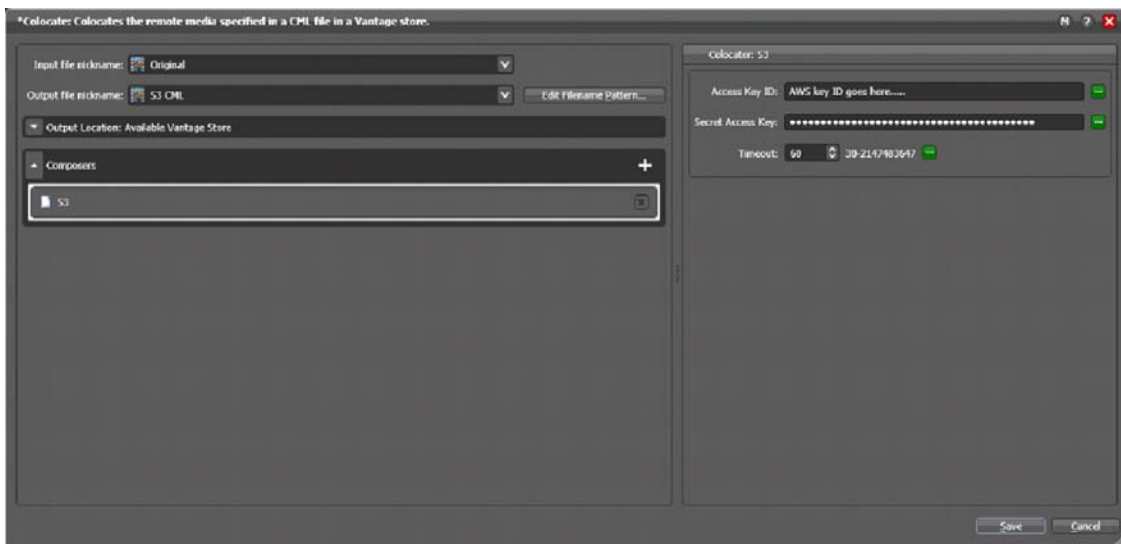 *Colocate: Colocates the remote media specified in a CML file in a Vantage store.
N ? X
Input file nickname: Original
Output file nickname: S3 CML Edit Filename Pattern...
Output Location: Available Vantage Store
Composers +
S3
Colocater: S3
Access Key ID: AWS key ID goes here.....
Secret Access Key: ••••••••••••••••••••••••••••••••••••••••
Timeout: 60 30-2147483647
Save Cancel